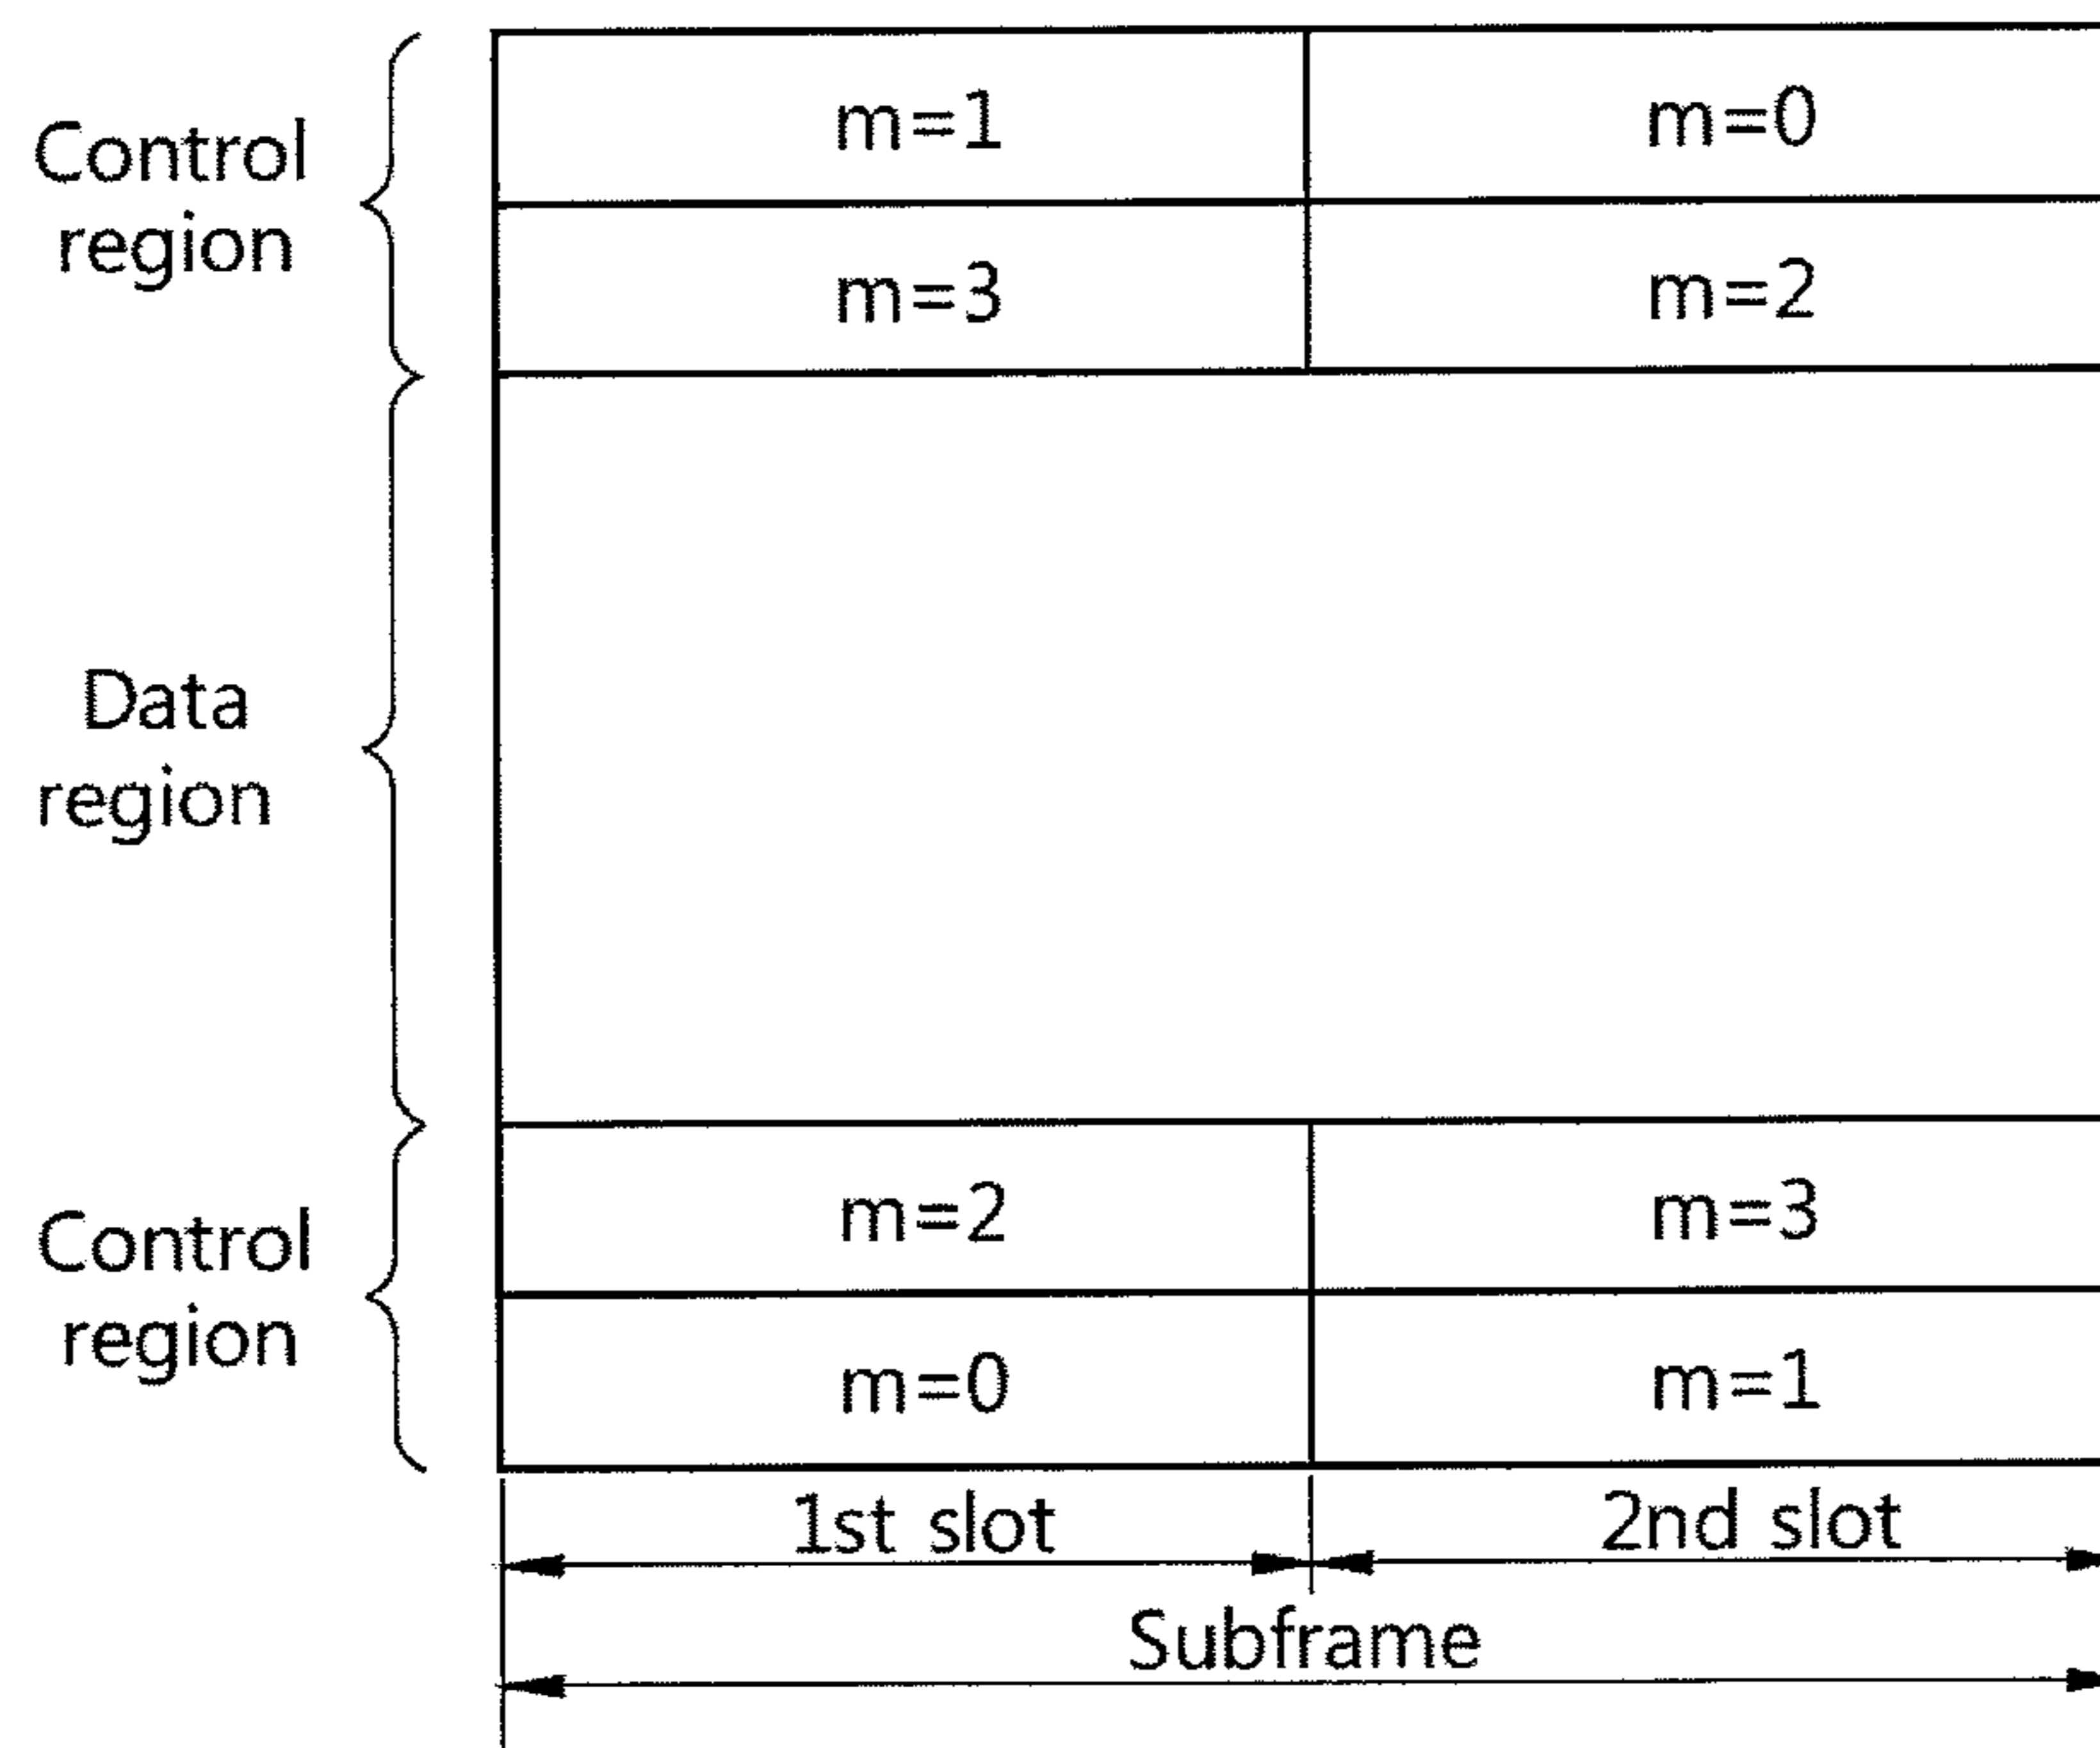 m=1 m=0
Control
region
m=3 m=2
Data
region
m=2 m=3
Control
region
m=0 m=1
1st slot 2nd slot
Subframe